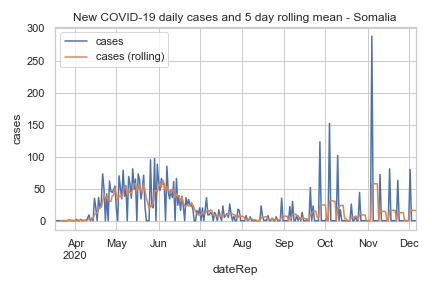 New COVID-19 daily cases and 5 day rolling mean - Somalia
cases
cases (rolling)
300
250
200
150
100
50
0
cases
Apr May Jun Jul Aug Sep Oct Nov Dec
2020
dateRep